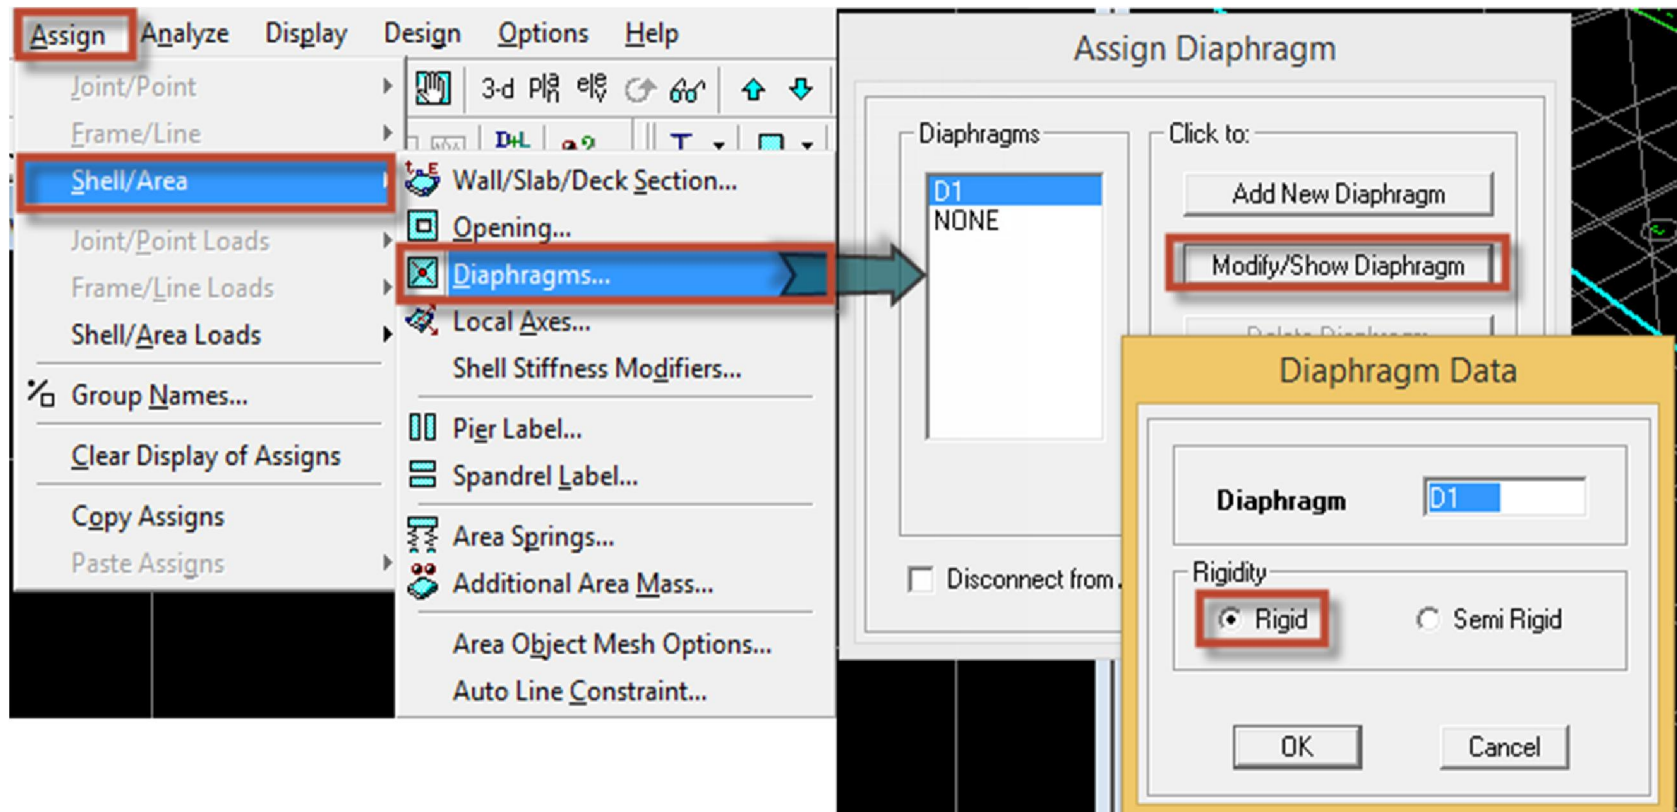 Assign Analyze Display Design Options Help
Joint/Point
Frame/Line
Shell/Area
Joint/Point Loads
Frame/Line Loads
Shell/Area Loads
Group Names...
Clear Display of Assigns
Copy Assigns
Paste Assigns
3-d Pla n ele v
D+L
Wall/Slab/Deck Section...
Opening...
Diaphragms...
Local Axes...
Shell Stiffness Modifiers...
Pier Label...
Spandrel Label...
Area Springs...
Additional Area Mass...
Area Object Mesh Options...
Auto Line Constraint...
Assign Diaphragm
Diaphragms
D1
NONE
Click to:
Add New Diaphragm
Modify/Show Diaphragm
Disconnect from
Diaphragm Data
Diaphragm D1
Rigidity
Rigid Semi Rigid
OK Cancel